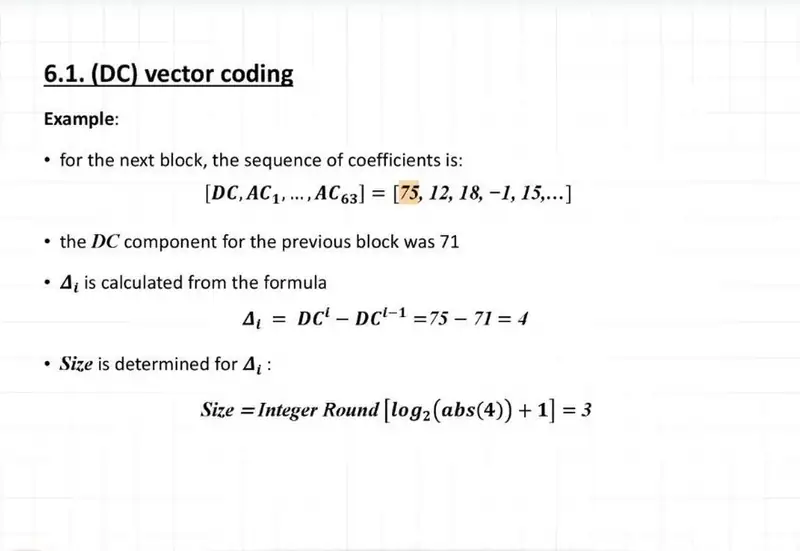 6.1. (DC) vector coding
Example:
• for the next block, the sequence of coefficients is:
[DC, AC₁, … , AC₆₃] = [75, 12, 18, −1, 15,…]
• the DC component for the previous block was 71
• Δᵢ is calculated from the formula
Δᵢ = DCⁱ − DCⁱ⁻¹ =75 − 71 = 4
• Size is determined for Δᵢ :
Size = Integer Round [log₂(abs(4)) + 1] = 3